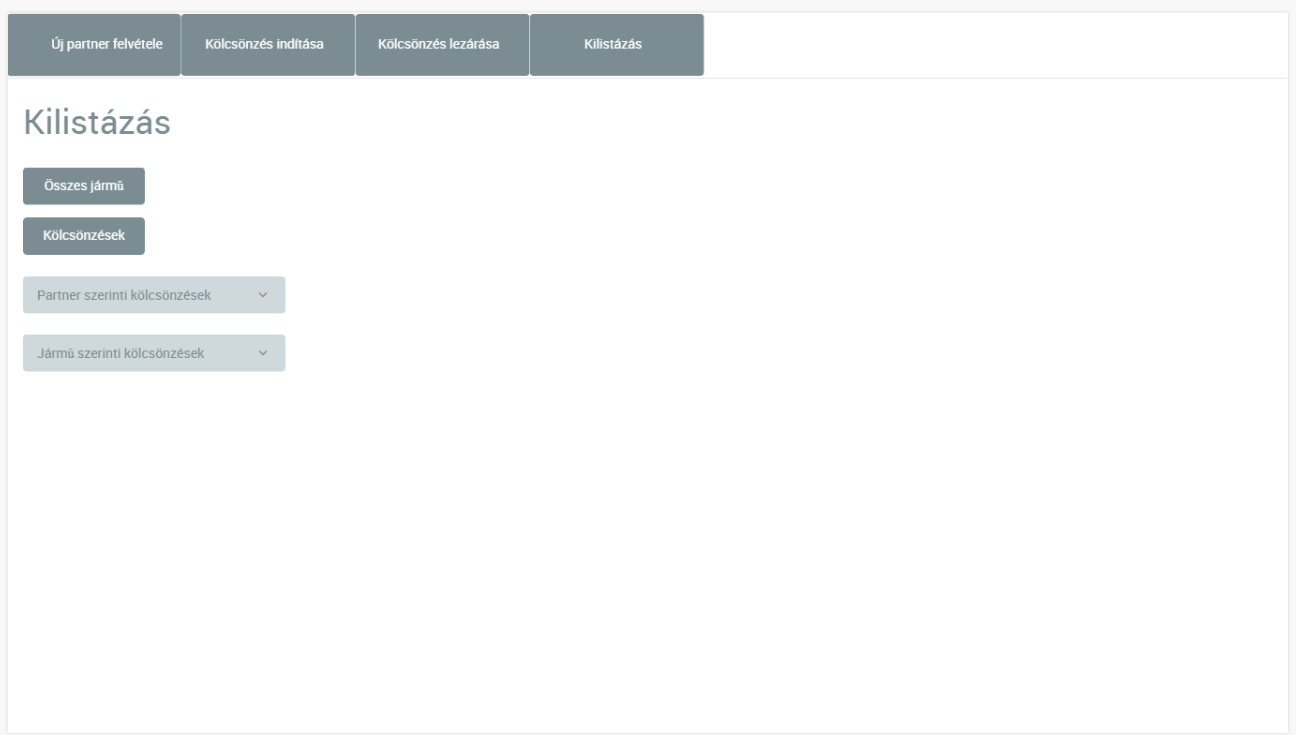 Új partner felvétele
Kölcsönzés indítása
Kölcsönzés lezárása
Kilistázás
Kilistázás
Összes jármű
Kölcsönzések
Partner szerinti kölcsönzések
Jármű szerinti kölcsönzések